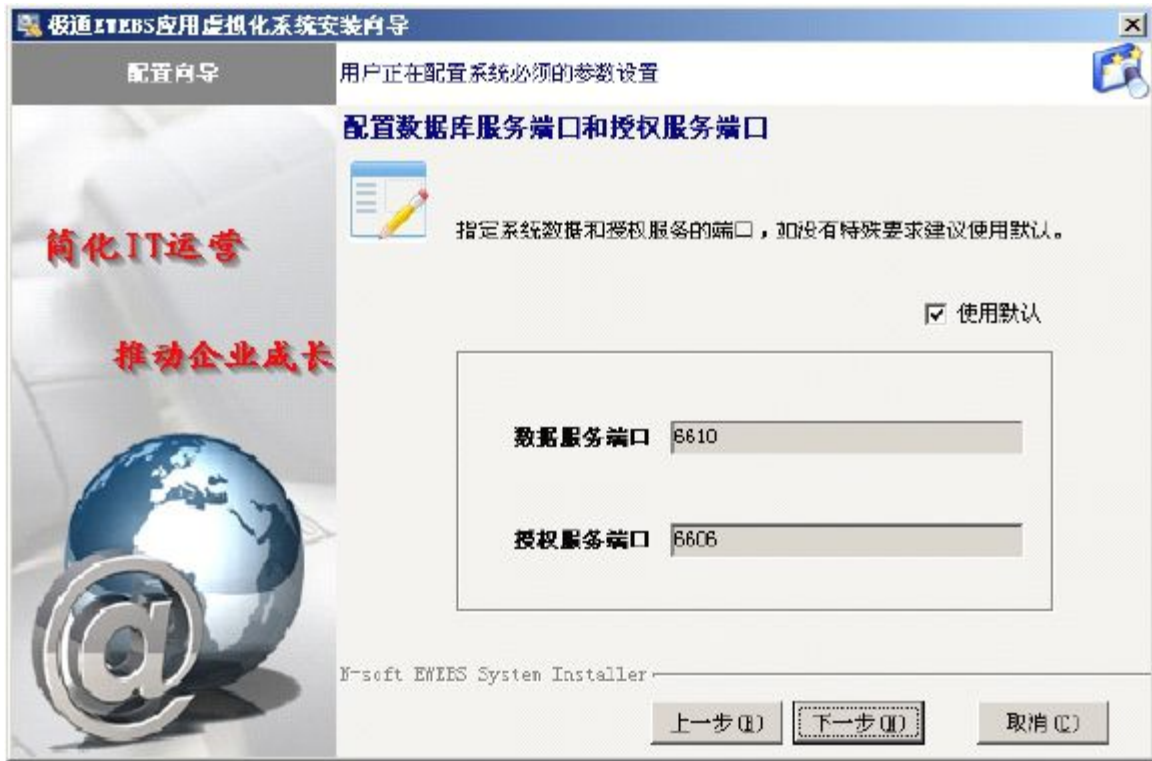 极通EWEBS应用虚拟化系统安装向导
配置向导
用户正在配置系统必须的参数设置
配置数据库服务端口和授权服务端口
指定系统数据和授权服务的端口，如没有特殊要求建议使用默认。
简化IT运营
使用默认
推动企业成长
数据服务端口 6610
授权服务端口 6606
N-soft EWEBS System Installer
上一步(B) 下一步(N) 取消(C)